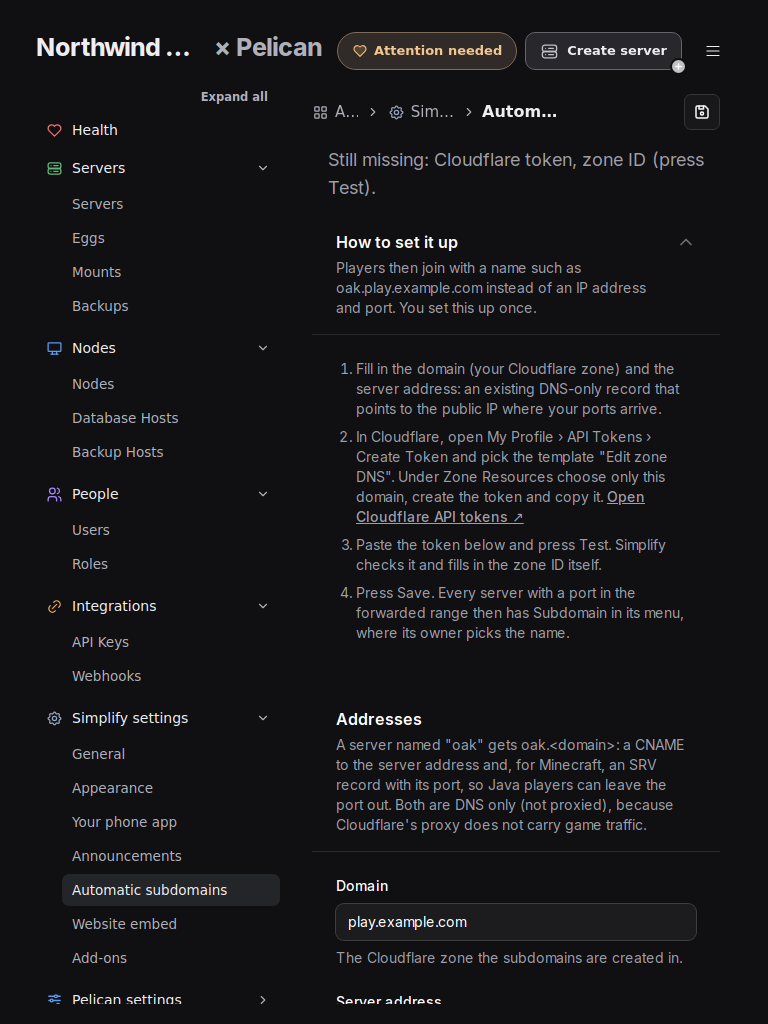 Northwind ... × Pelican
Attention needed
Create server
Expand all
Health
Servers
Servers
Eggs
Mounts
Backups
Nodes
Nodes
Database Hosts
Backup Hosts
People
Users
Roles
Integrations
API Keys
Webhooks
Simplify settings
General
Appearance
Your phone app
Announcements
Automatic subdomains
Website embed
Add-ons
Pelican settings
A... › Sim... › Autom...
Still missing: Cloudflare token, zone ID (press
Test).
How to set it up
Players then join with a name such as
oak.play.example.com instead of an IP address
and port. You set this up once.
1. Fill in the domain (your Cloudflare zone) and the
server address: an existing DNS-only record that
points to the public IP where your ports arrive.
2. In Cloudflare, open My Profile › API Tokens ›
Create Token and pick the template "Edit zone
DNS". Under Zone Resources choose only this
domain, create the token and copy it. Open
Cloudflare API tokens ↗
3. Paste the token below and press Test. Simplify
checks it and fills in the zone ID itself.
4. Press Save. Every server with a port in the
forwarded range then has Subdomain in its menu,
where its owner picks the name.
Addresses
A server named "oak" gets oak.<domain>: a CNAME
to the server address and, for Minecraft, an SRV
record with its port, so Java players can leave the
port out. Both are DNS only (not proxied), because
Cloudflare's proxy does not carry game traffic.
Domain
play.example.com
The Cloudflare zone the subdomains are created in.
Server address